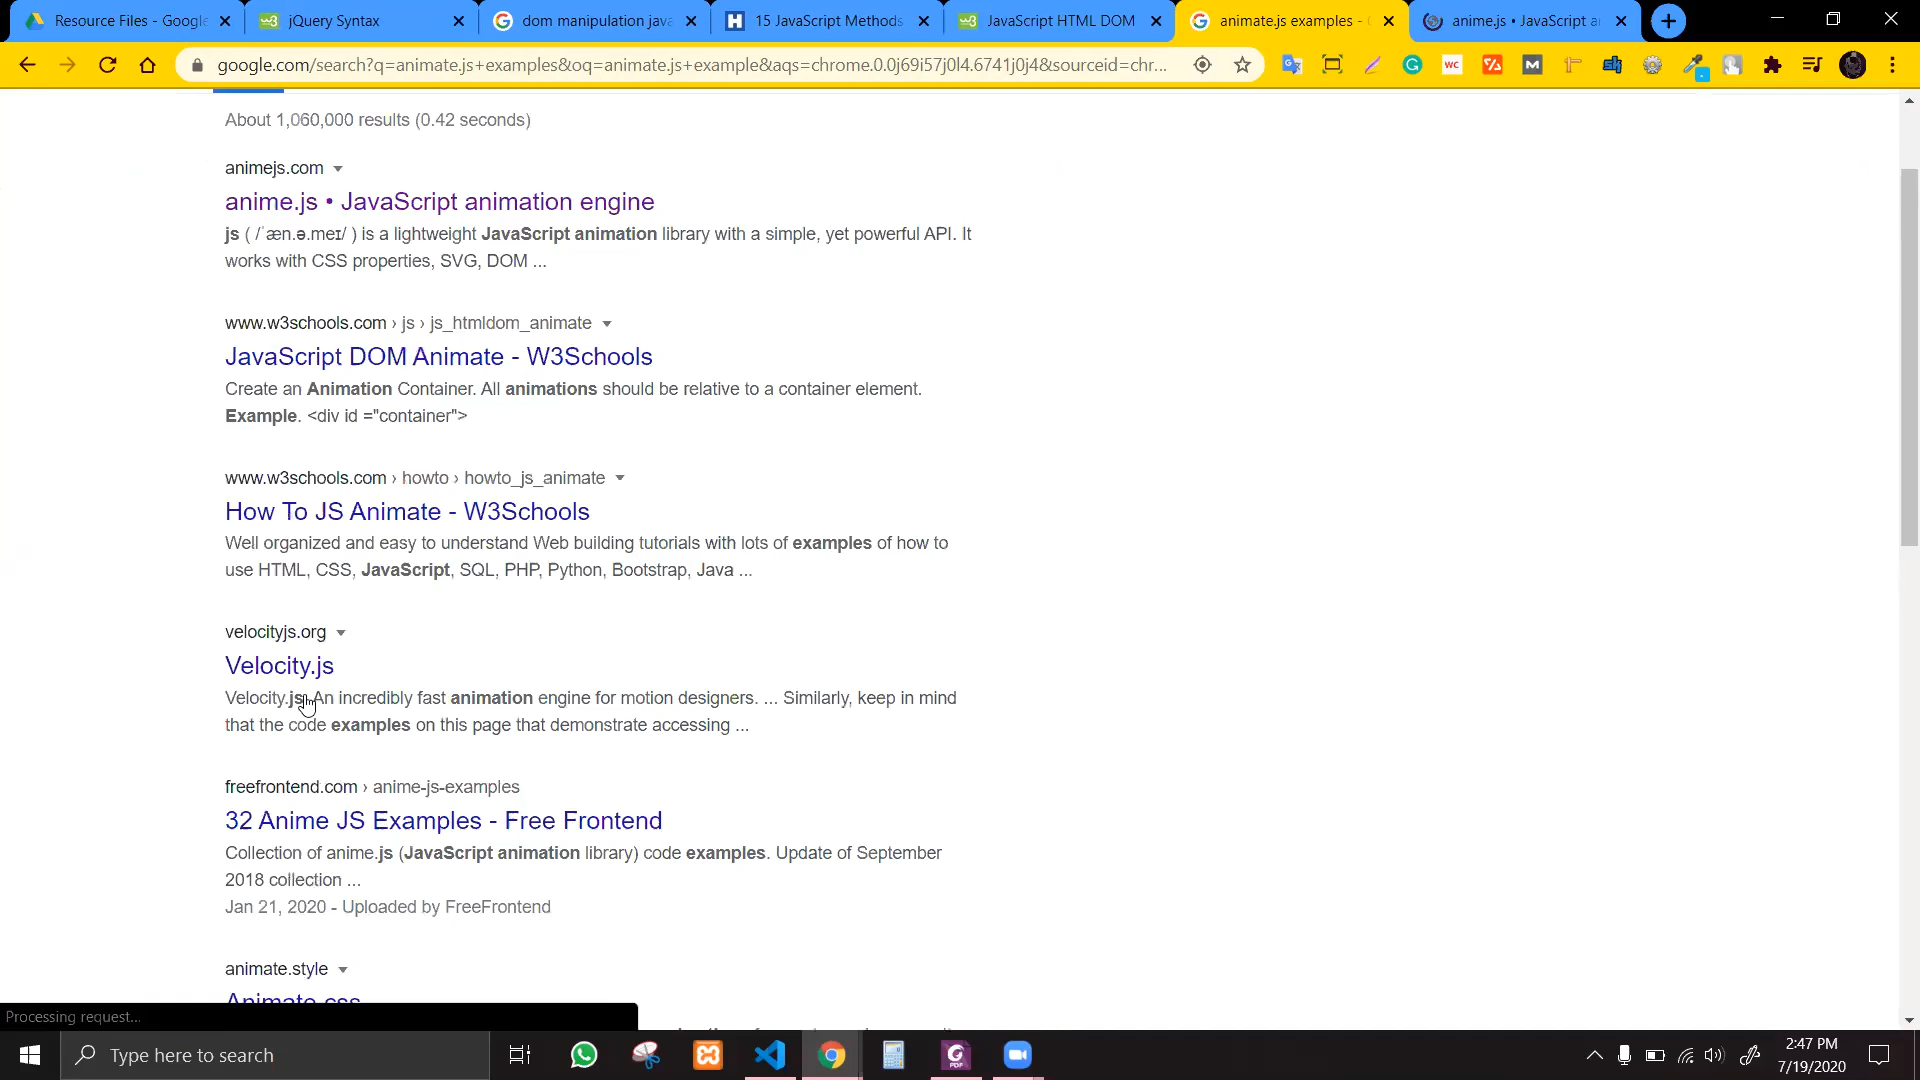 Resource Files - Google
jQuery Syntax
dom manipulation java
15 JavaScript Methods
JavaScript HTML DOM
animate.js examples -
anime.js • JavaScript a
google.com/search?q=animate.js+examples&oq=animate.js+example&aqs=chrome.0.0j69i57j0l4.6741j0j4&sourceid=chr...
About 1,060,000 results (0.42 seconds)
animejs.com
anime.js • JavaScript animation engine
js ( /ˈæn.ə.meɪ/ ) is a lightweight JavaScript animation library with a simple, yet powerful API. It
works with CSS properties, SVG, DOM ...
www.w3schools.com › js › js_htmldom_animate
JavaScript DOM Animate - W3Schools
Create an Animation Container. All animations should be relative to a container element.
Example. <div id ="container">
www.w3schools.com › howto › howto_js_animate
How To JS Animate - W3Schools
Well organized and easy to understand Web building tutorials with lots of examples of how to
use HTML, CSS, JavaScript, SQL, PHP, Python, Bootstrap, Java ...
velocityjs.org
Velocity.js
Velocity.js. An incredibly fast animation engine for motion designers. ... Similarly, keep in mind
that the code examples on this page that demonstrate accessing ...
freefrontend.com › anime-js-examples
32 Anime JS Examples - Free Frontend
Collection of anime.js (JavaScript animation library) code examples. Update of September
2018 collection ...
Jan 21, 2020 - Uploaded by FreeFrontend
animate.style
Animate.css
Processing request...
Type here to search
2:47 PM
7/19/2020